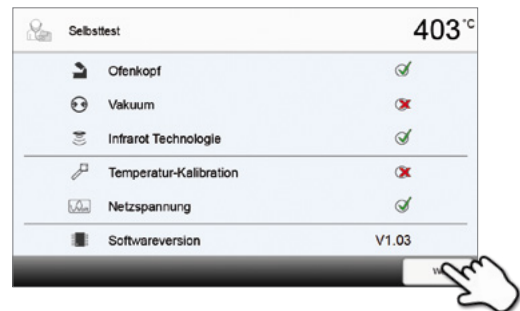 Selbsttest 403 °C
Ofenkopf
Vakuum
Infrarot Technologie
Temperatur-Kalibration
Netzspannung
Softwareversion V1.03